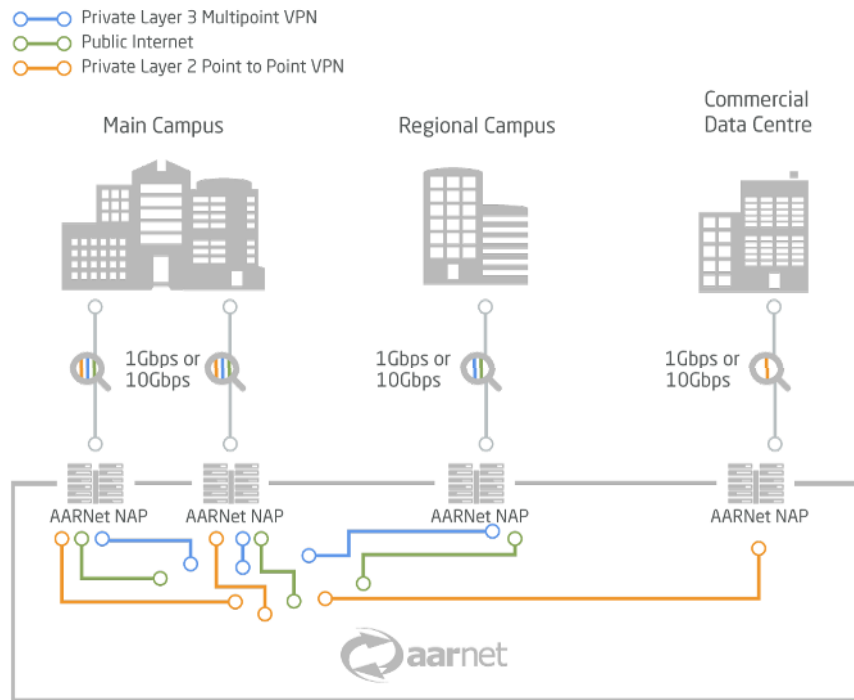 Private Layer 3 Multipoint VPN
Public Internet
Private Layer 2 Point to Point VPN
Main Campus
Regional Campus
Commercial
Data Centre
1Gbps or
10Gbps
1Gbps or
10Gbps
1Gbps or
10Gbps
AARNet NAP
AARNet NAP
AARNet NAP
AARNet NAP
aarnet